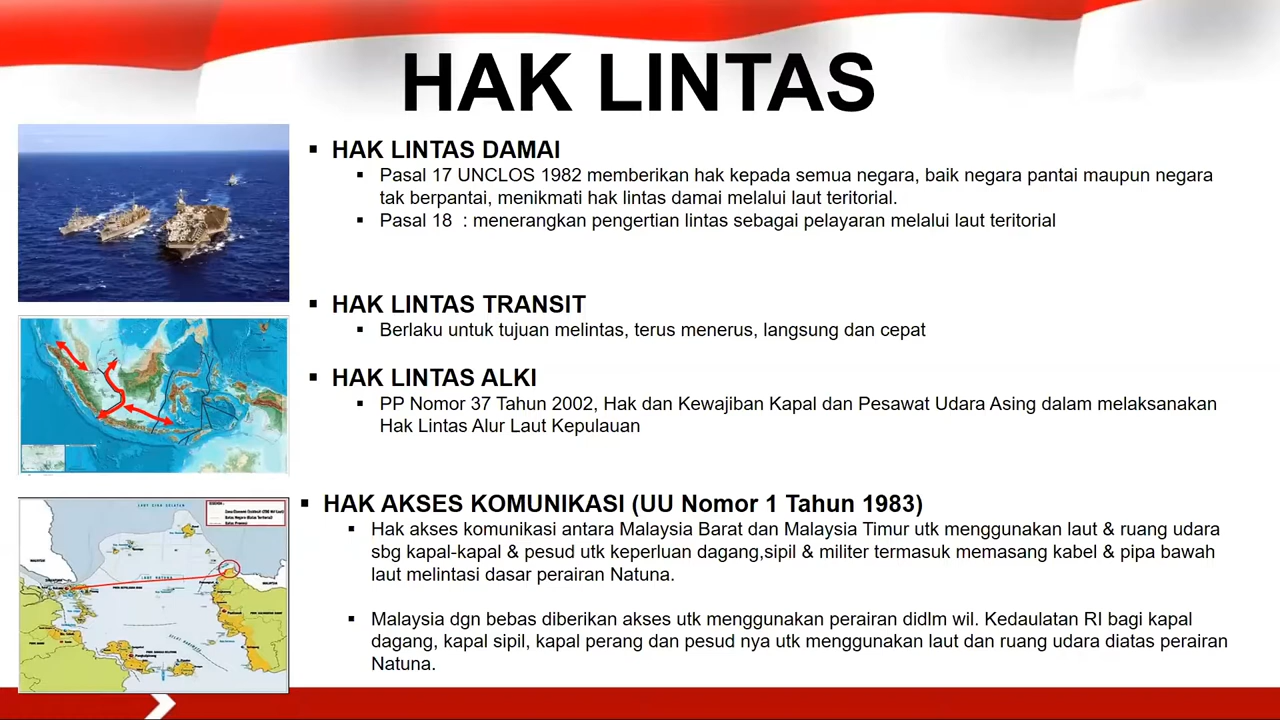 HAK LINTAS
▪ HAK LINTAS DAMAI
▪ Pasal 17 UNCLOS 1982 memberikan hak kepada semua negara, baik negara pantai maupun negara
tak berpantai, menikmati hak lintas damai melalui laut teritorial.
▪ Pasal 18 : menerangkan pengertian lintas sebagai pelayaran melalui laut teritorial
▪ HAK LINTAS TRANSIT
▪ Berlaku untuk tujuan melintas, terus menerus, langsung dan cepat
▪ HAK LINTAS ALKI
▪ PP Nomor 37 Tahun 2002, Hak dan Kewajiban Kapal dan Pesawat Udara Asing dalam melaksanakan
Hak Lintas Alur Laut Kepulauan
▪ HAK AKSES KOMUNIKASI (UU Nomor 1 Tahun 1983)
▪ Hak akses komunikasi antara Malaysia Barat dan Malaysia Timur utk menggunakan laut & ruang udara
sbg kapal-kapal & pesud utk keperluan dagang,sipil & militer termasuk memasang kabel & pipa bawah
laut melintasi dasar perairan Natuna.
▪ Malaysia dgn bebas diberikan akses utk menggunakan perairan didlm wil. Kedaulatan RI bagi kapal
dagang, kapal sipil, kapal perang dan pesud nya utk menggunakan laut dan ruang udara diatas perairan
Natuna.
LAUT CINA SELATAN
LAUT NATUNA